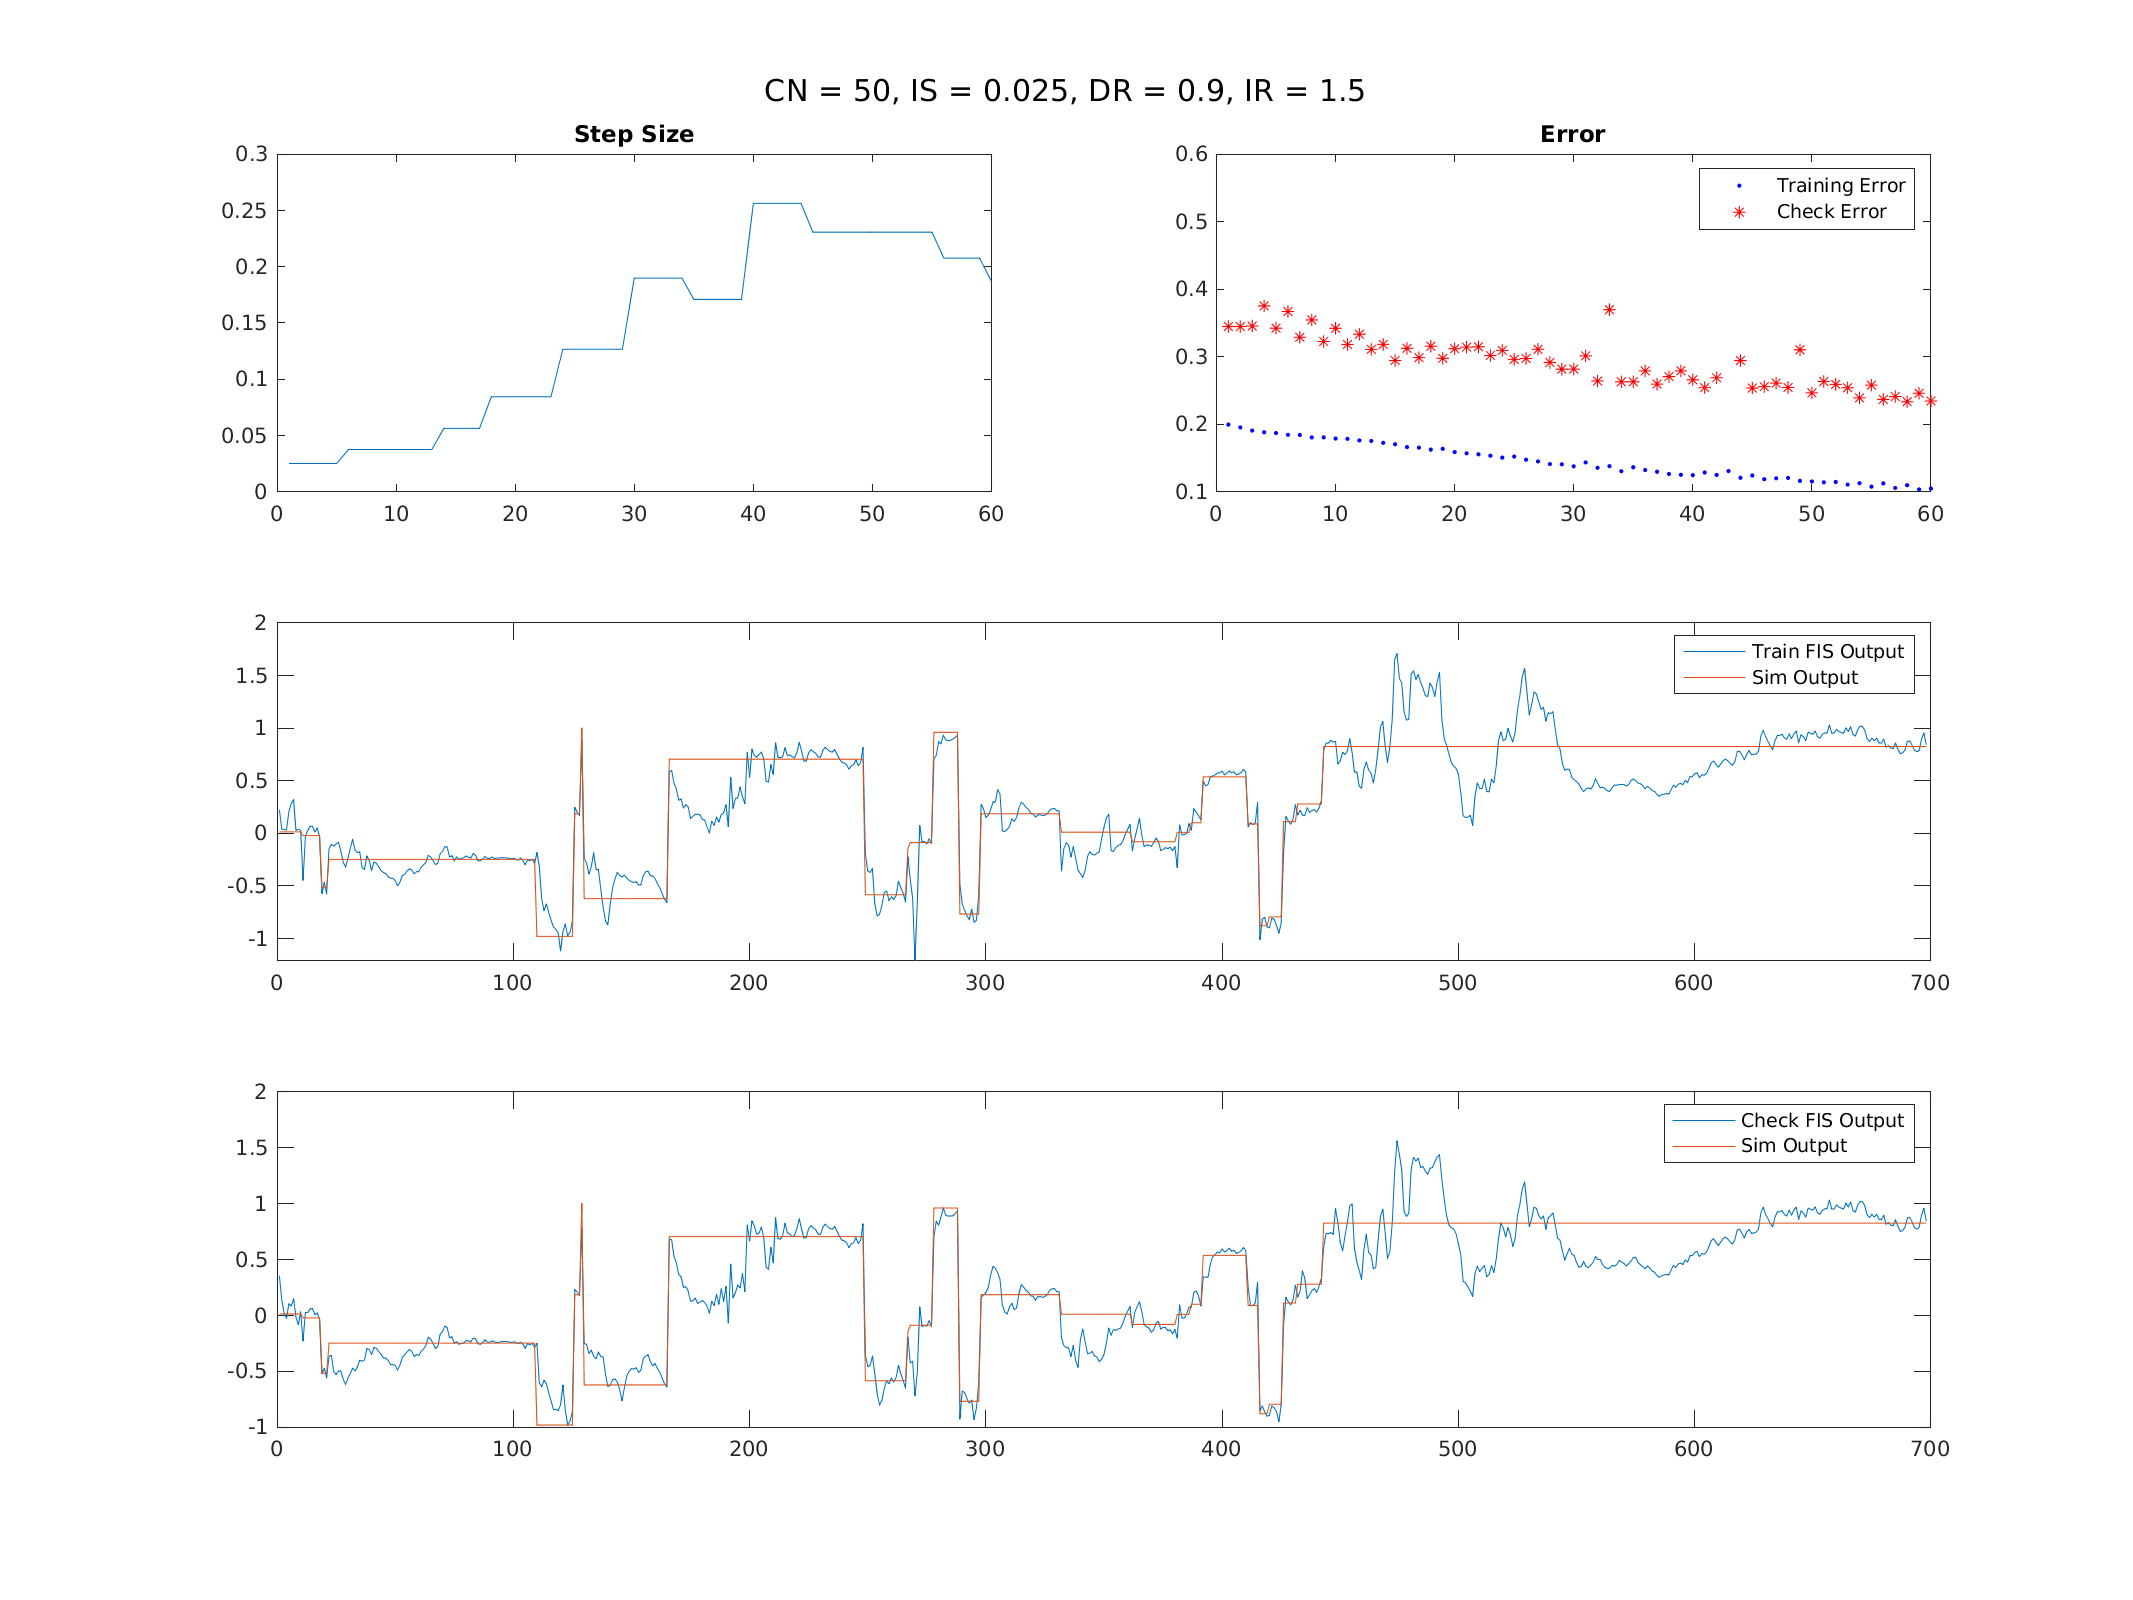 CN = 50, IS = 0.025, DR = 0.9, IR = 1.5
Step Size
0.3
0.25
0.2
0.15
0.1
0.05
0
0 10 20 30 40 50 60
Error
0.6
0.5
0.4
0.3
0.2
0.1
0 10 20 30 40 50 60
Training Error
Check Error
2
1.5
1
0.5
0
-0.5
-1
0 100 200 300 400 500 600 700
Train FIS Output
Sim Output
2
1.5
1
0.5
0
-0.5
-1
0 100 200 300 400 500 600 700
Check FIS Output
Sim Output